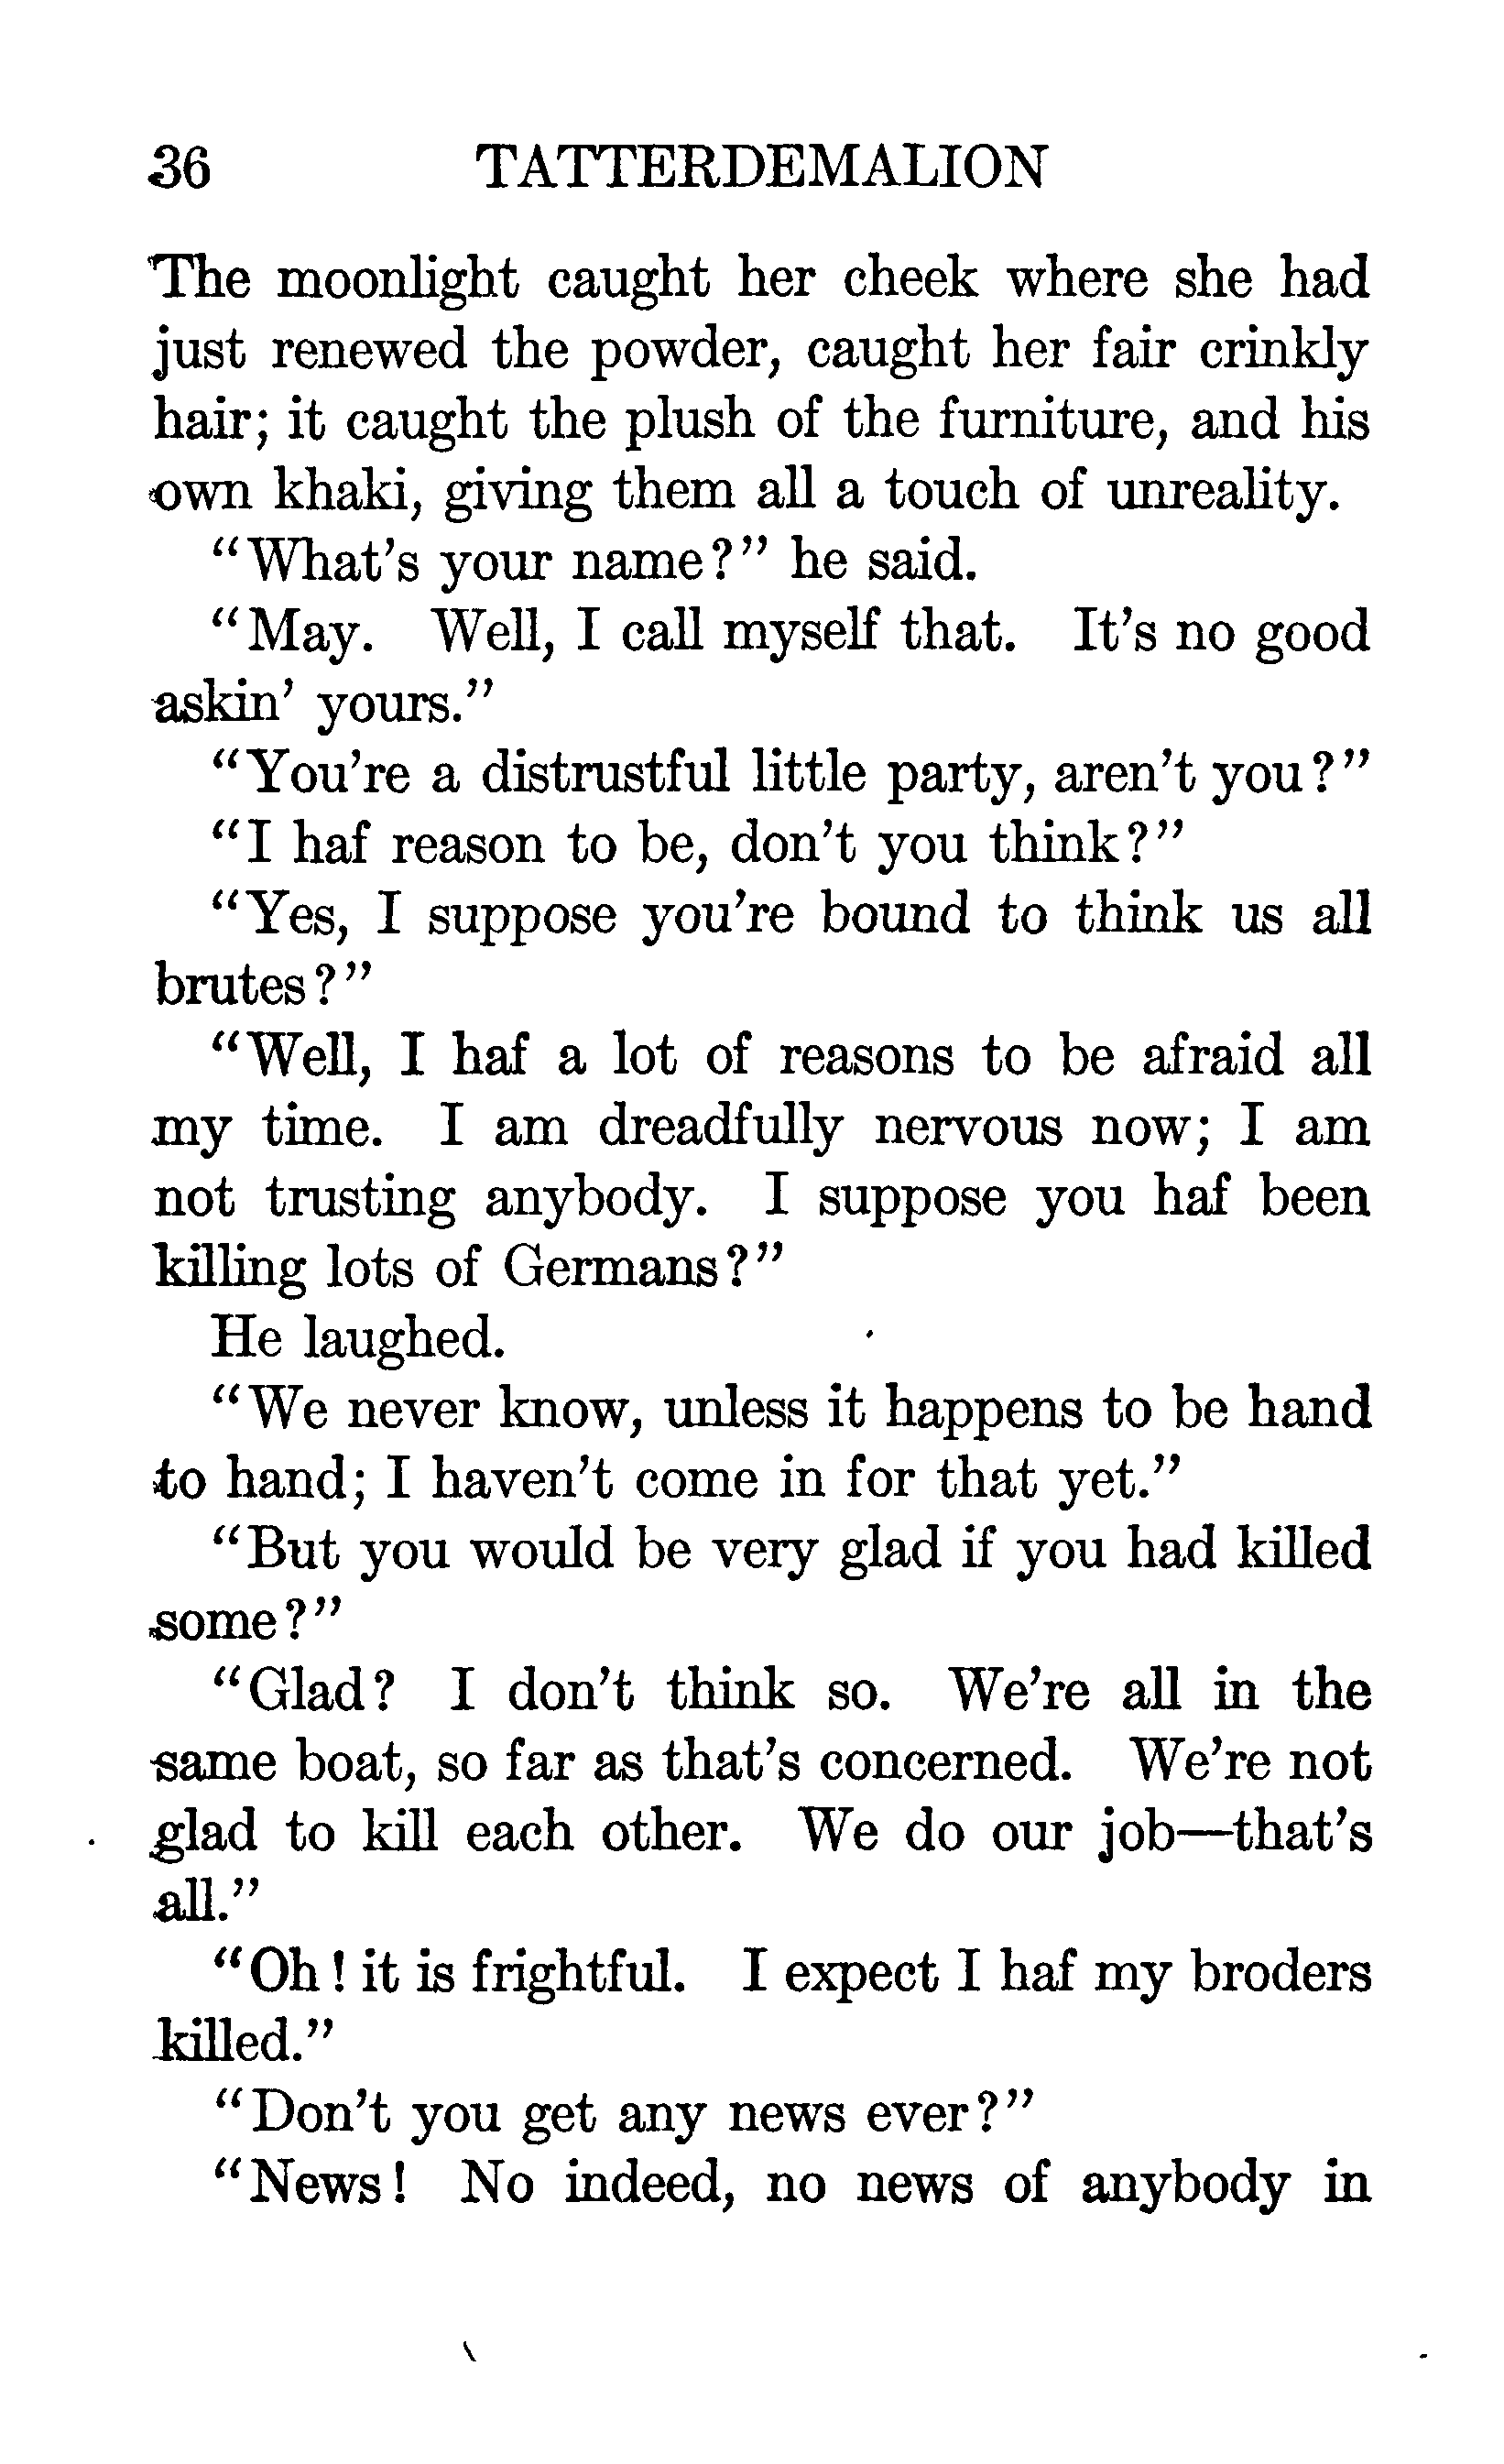 36 TATTERDEMALION
The moonlight caught her cheek where she had
just renewed the powder, caught her fair crinkly
hair; it caught the plush of the furniture, and his
own khaki, giving them all a touch of unreality.
"What's your name?" he said.
"May. Well, I call myself that. It's no good
askin' yours."
"You're a distrustful little party, aren't you?"
"I haf reason to be, don't you think?"
"Yes, I suppose you're bound to think us all
brutes?"
"Well, I haf a lot of reasons to be afraid all
my time. I am dreadfully nervous now; I am
not trusting anybody. I suppose you haf been
killing lots of Germans?"
He laughed.
"We never know, unless it happens to be hand
to hand; I haven't come in for that yet."
"But you would be very glad if you had killed
some?"
"Glad? I don't think so. We're all in the
same boat, so far as that's concerned. We're not
glad to kill each other. We do our job—that's
all."
"Oh! it is frightful. I expect I haf my broders
killed."
"Don't you get any news ever?"
"News! No indeed, no news of anybody in